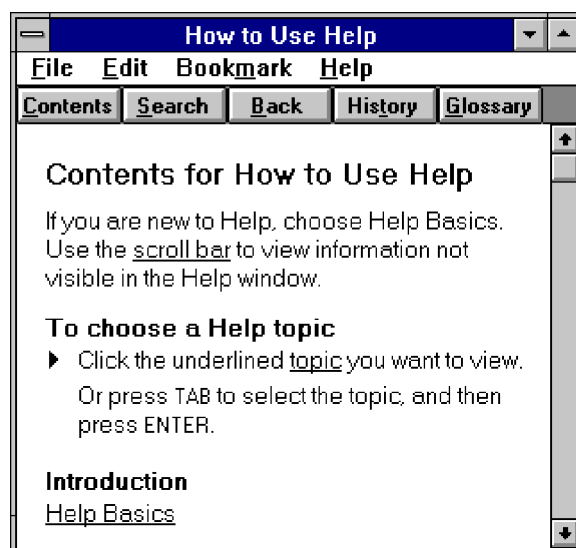 How to Use Help
File Edit Bookmark Help
Contents Search Back History Glossary
Contents for How to Use Help
If you are new to Help, choose Help Basics.
Use the scroll bar to view information not
visible in the Help window.
To choose a Help topic
Click the underlined topic you want to view.
Or press TAB to select the topic, and then
press ENTER.
Introduction
Help Basics